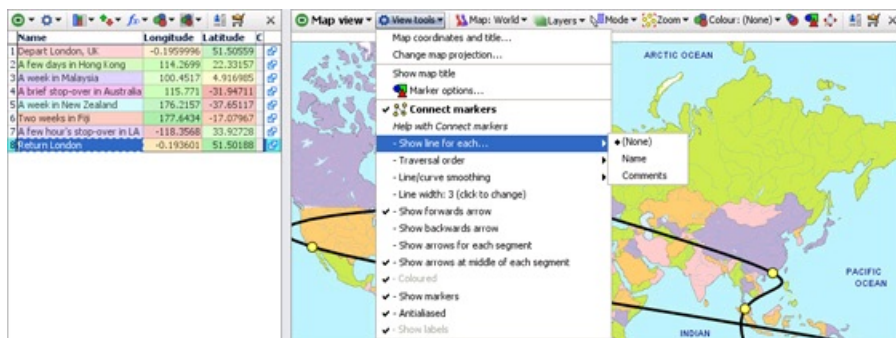 Map view View tools Map: World Layers Mode Zoom Colour: (None)
Name Longitude Latitude C
1 Depart London, UK -0.1959996 51.50559
2 A few days in Hong Kong 114.2699 22.33157
3 A week in Malaysia 100.4517 4.916985
4 A brief stop-over in Australia 115.771 -31.94711
5 A week in New Zealand 176.2157 -37.65117
6 Two weeks in Fiji 177.6434 -17.07967
7 A few hour's stop-over in LA -118.3568 33.92728
8 Return London -0.193601 51.50188
Map coordinates and title...
Change map projection...
Show map title
Marker options...
Connect markers
Help with Connect markers
- Show line for each...
- Traversal order
- Line/curve smoothing
- Line width: 3 (click to change)
- Show forwards arrow
- Show backwards arrow
- Show arrows for each segment
- Show arrows at middle of each segment
- Coloured
- Show markers
- Antialiased
- Show labels
(None)
Name
Comments
ARCTIC OCEAN
PACIFIC
OCEAN
INDIAN